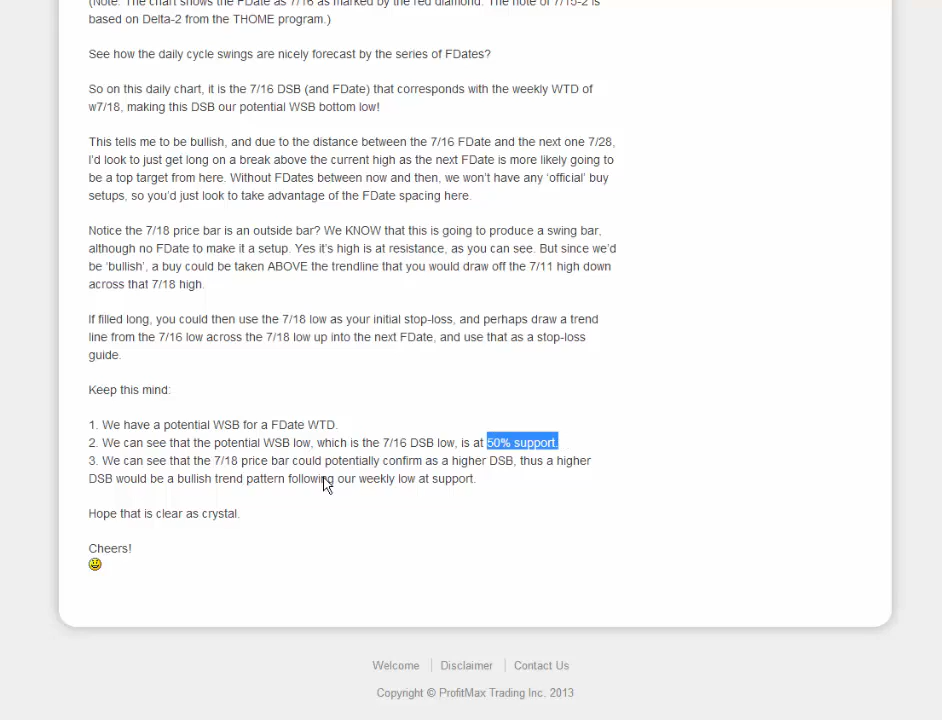 (Note: The chart shows the FDate as 7/16 as marked by the red diamond. The note of 7/15-2 is
based on Delta-2 from the THOME program.)
See how the daily cycle swings are nicely forecast by the series of FDates?
So on this daily chart, it is the 7/16 DSB (and FDate) that corresponds with the weekly WTD of
w7/18, making this DSB our potential WSB bottom low!
This tells me to be bullish, and due to the distance between the 7/16 FDate and the next one 7/28,
I'd look to just get long on a break above the current high as the next FDate is more likely going to
be a top target from here. Without FDates between now and then, we won't have any 'official' buy
setups, so you'd just look to take advantage of the FDate spacing here.
Notice the 7/18 price bar is an outside bar? We KNOW that this is going to produce a swing bar,
although no FDate to make it a setup. Yes it's high is at resistance, as you can see. But since we'd
be 'bullish', a buy could be taken ABOVE the trendline that you would draw off the 7/11 high down
across that 7/18 high.
If filled long, you could then use the 7/18 low as your initial stop-loss, and perhaps draw a trend
line from the 7/16 low across the 7/18 low up into the next FDate, and use that as a stop-loss
guide.
Keep this mind:
1. We have a potential WSB for a FDate WTD.
2. We can see that the potential WSB low, which is the 7/16 DSB low, is at 50% support.
3. We can see that the 7/18 price bar could potentially confirm as a higher DSB, thus a higher
DSB would be a bullish trend pattern following our weekly low at support.
Hope that is clear as crystal.
Cheers!
Welcome | Disclaimer | Contact Us
Copyright © ProfitMax Trading Inc. 2013